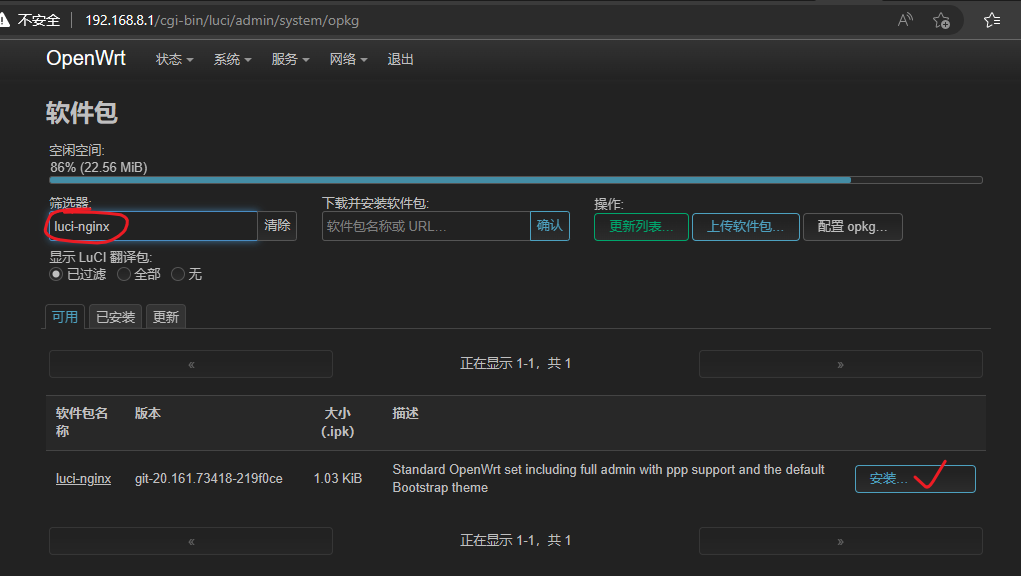 不安全 192.168.8.1/cgi-bin/luci/admin/system/opkg
OpenWrt 状态 系统 服务 网络 退出
软件包
空闲空间:
86% (22.56 MiB)
筛选器: 下载并安装软件包: 操作:
luci-nginx 清除 软件包名称或 URL... 确认 更新列表... 上传软件包... 配置 opkg...
显示 LuCI 翻译包:
已过滤 全部 无
可用 已安装 更新
« 正在显示 1-1，共 1 »
软件包名 版本 大小 描述
称 (.ipk)
luci-nginx git-20.161.73418-219f0ce 1.03 KiB Standard OpenWrt set including full admin with ppp support and the default 安装...
Bootstrap theme
« 正在显示 1-1，共 1 »